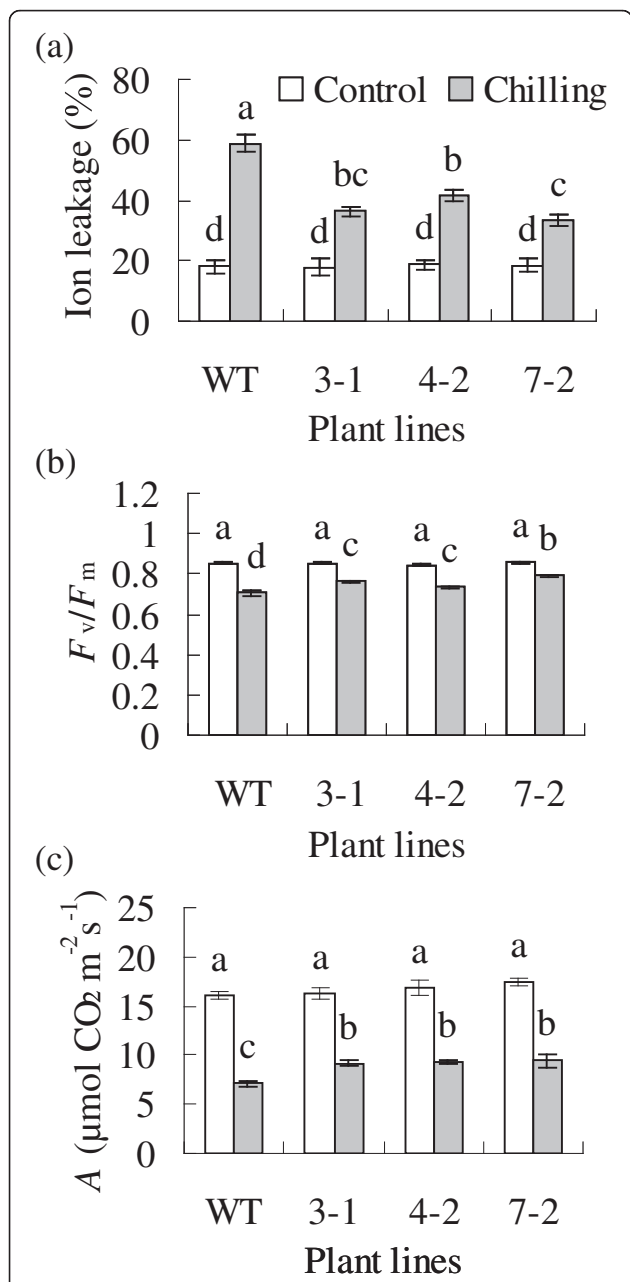 (a)
Control Chilling
Ion leakage (%)
80
60
40
20
0
a
bc
b
c
d
d
d
d
WT 3-1 4-2 7-2
Plant lines
(b)
Fv/Fm
1.2
1
0.8
0.6
0.4
0.2
0
a d a c a c a b
WT 3-1 4-2 7-2
Plant lines
(c)
A (μmol CO2 m-2s-1)
25
20
15
10
5
0
a c a b a b a b
WT 3-1 4-2 7-2
Plant lines